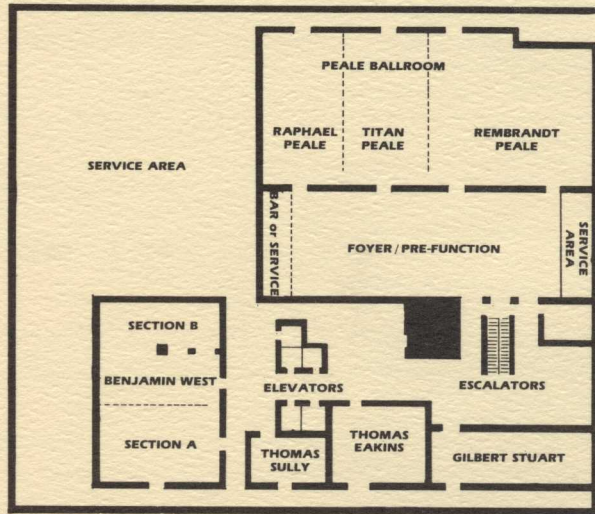 PEALE BALLROOM
RAPHAEL
PEALE
TITAN
PEALE
REMBRANDT
PEALE
SERVICE AREA
BAR or SERVICE
FOYER / PRE-FUNCTION
SERVICE
AREA
SECTION B
BENJAMIN WEST
SECTION A
ELEVATORS
ESCALATORS
THOMAS
SULLY
THOMAS
EAKINS
GILBERT STUART